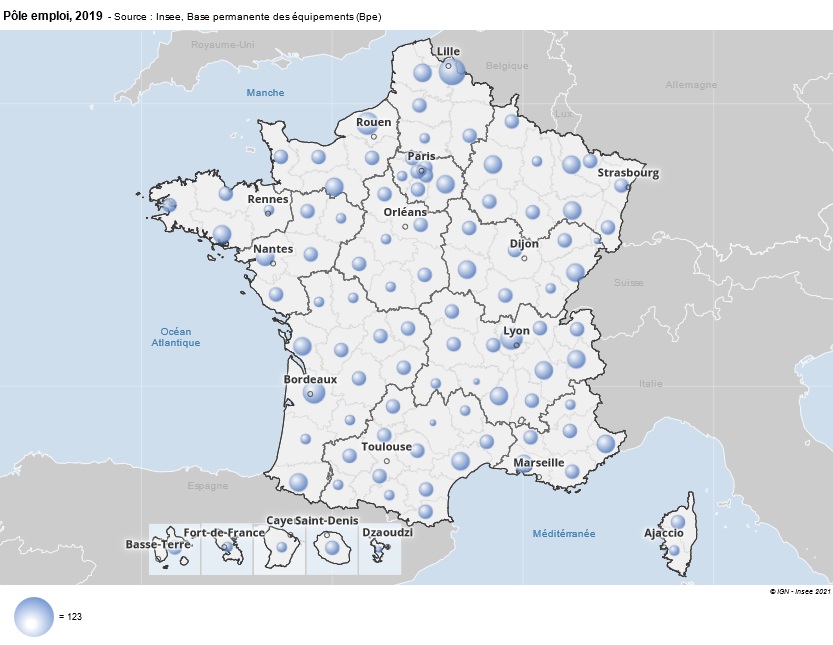 Pôle emploi, 2019 - Source : Insee, Base permanente des équipements (Bpe)
Royaume-Uni
Lille
Belgique
Allemagne
Manche
Lux.
Rouen
Paris
Strasbourg
Rennes
Orléans
Nantes
Dijon
Suisse
Océan
Atlantique
Lyon
Bordeaux
Italie
Toulouse
Marseille
Espagne
Basse-Terre
Fort-de-France
Caye
Saint-Denis
Dzaoudzi
Méditérranée
Ajaccio
© IGN - Insee 2021
= 123